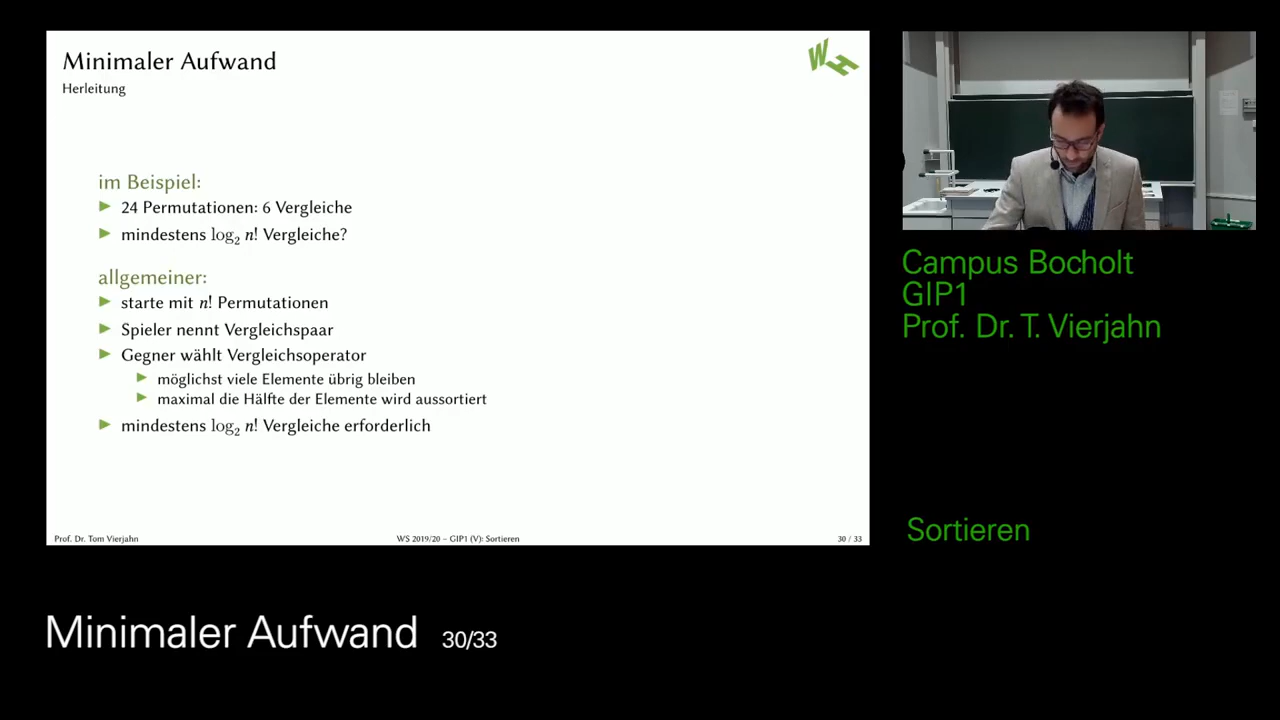 Minimaler Aufwand
Herleitung
WH
im Beispiel:
24 Permutationen: 6 Vergleiche
mindestens log₂ n! Vergleiche?
allgemeiner:
starte mit n! Permutationen
Spieler nennt Vergleichspaar
Gegner wählt Vergleichsoperator
möglichst viele Elemente übrig bleiben
maximal die Hälfte der Elemente wird aussortiert
mindestens log₂ n! Vergleiche erforderlich
Prof. Dr. Tom Vierjahn
WS 2019/20 – GIP1 (V): Sortieren
30 / 33
Campus Bocholt
GIP1
Prof. Dr. T. Vierjahn
Sortieren
Minimaler Aufwand 30/33